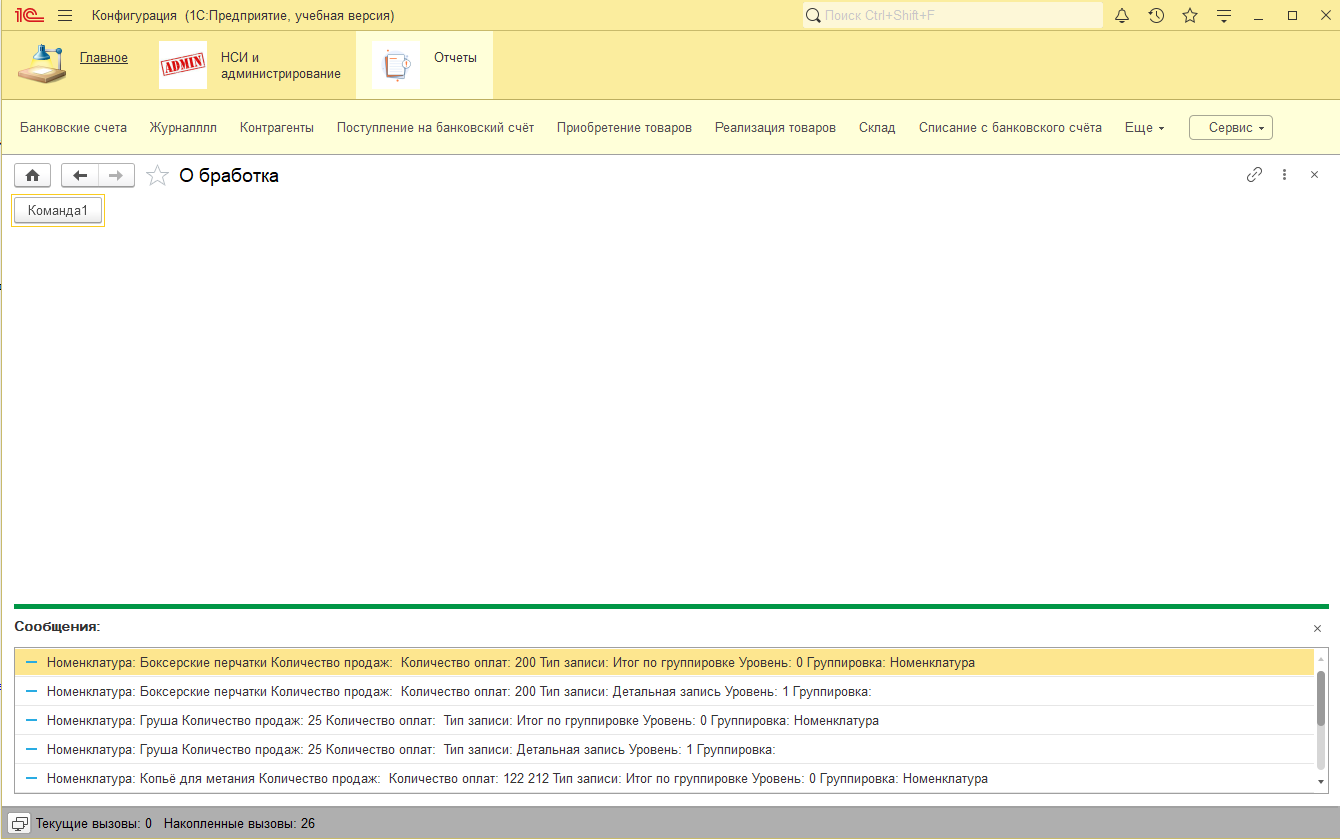 1С Конфигурация (1С:Предприятие, учебная версия) Поиск Ctrl+Shift+F
Главное
ADMIN
НСИ и
администрирование
Отчеты
Банковские счета Журналллл Контрагенты Поступление на банковский счёт Приобретение товаров Реализация товаров Склад Списание с банковского счёта Еще Сервис
О бработка
Команда1
Сообщения:
Номенклатура: Боксерские перчатки Количество продаж:  Количество оплат: 200 Тип записи: Итог по группировке Уровень: 0 Группировка: Номенклатура
Номенклатура: Боксерские перчатки Количество продаж:  Количество оплат: 200 Тип записи: Детальная запись Уровень: 1 Группировка:
Номенклатура: Груша Количество продаж: 25 Количество оплат:  Тип записи: Итог по группировке Уровень: 0 Группировка: Номенклатура
Номенклатура: Груша Количество продаж: 25 Количество оплат:  Тип записи: Детальная запись Уровень: 1 Группировка:
Номенклатура: Копьё для метания Количество продаж:  Количество оплат: 122 212 Тип записи: Итог по группировке Уровень: 0 Группировка: Номенклатура
Текущие вызовы: 0 Накопленные вызовы: 26